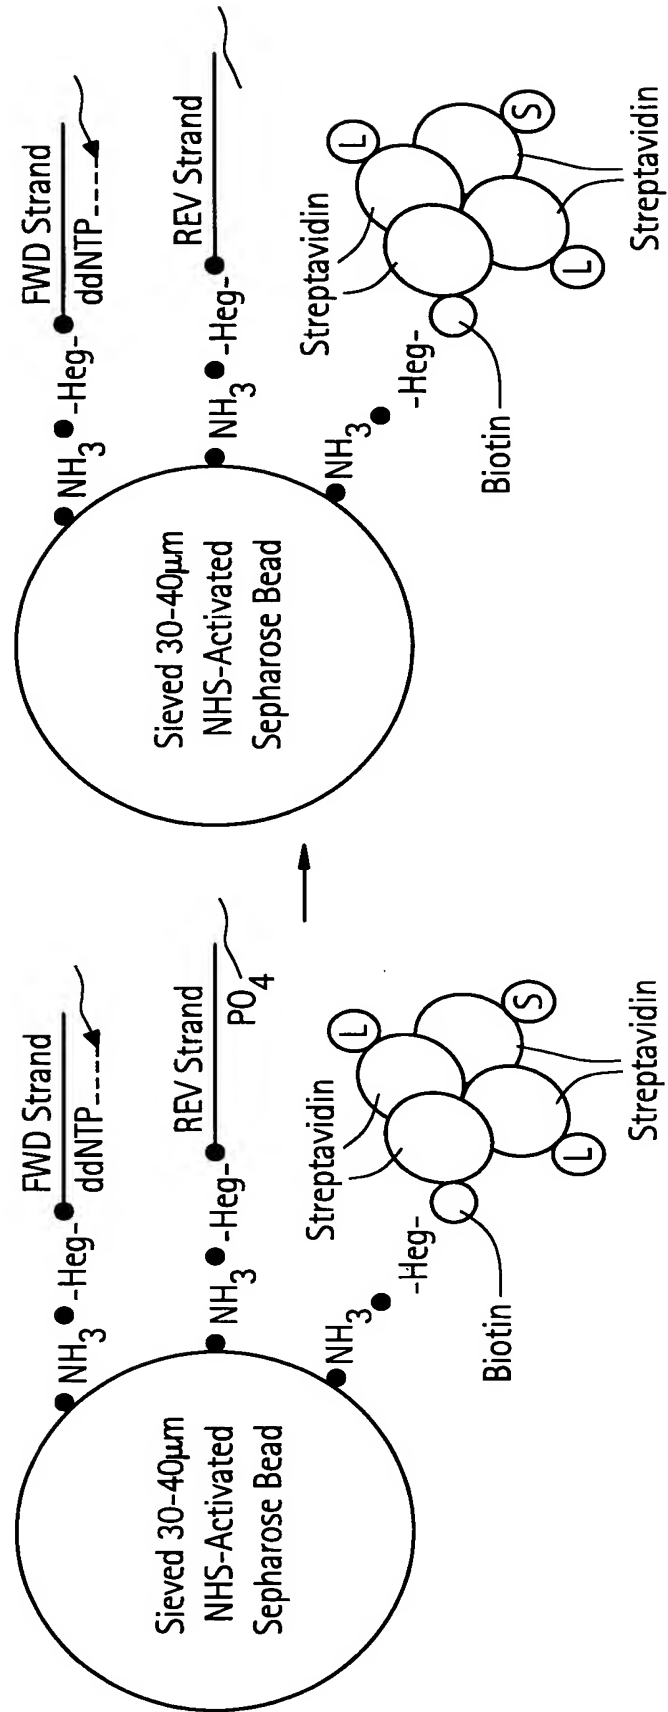 Sieved 30-40µm
NHS-Activated
Sepharose Bead
NH3
-Heg-
FWD Strand
ddNTP
NH3
-Heg-
REV Strand
PO4
NH3
-Heg-
Biotin
Streptavidin
L
L
S
Streptavidin
Sieved 30-40µm
NHS-Activated
Sepharose Bead
NH3
-Heg-
FWD Strand
ddNTP
NH3
-Heg-
REV Strand
NH3
-Heg-
Biotin
Streptavidin
L
L
S
Streptavidin